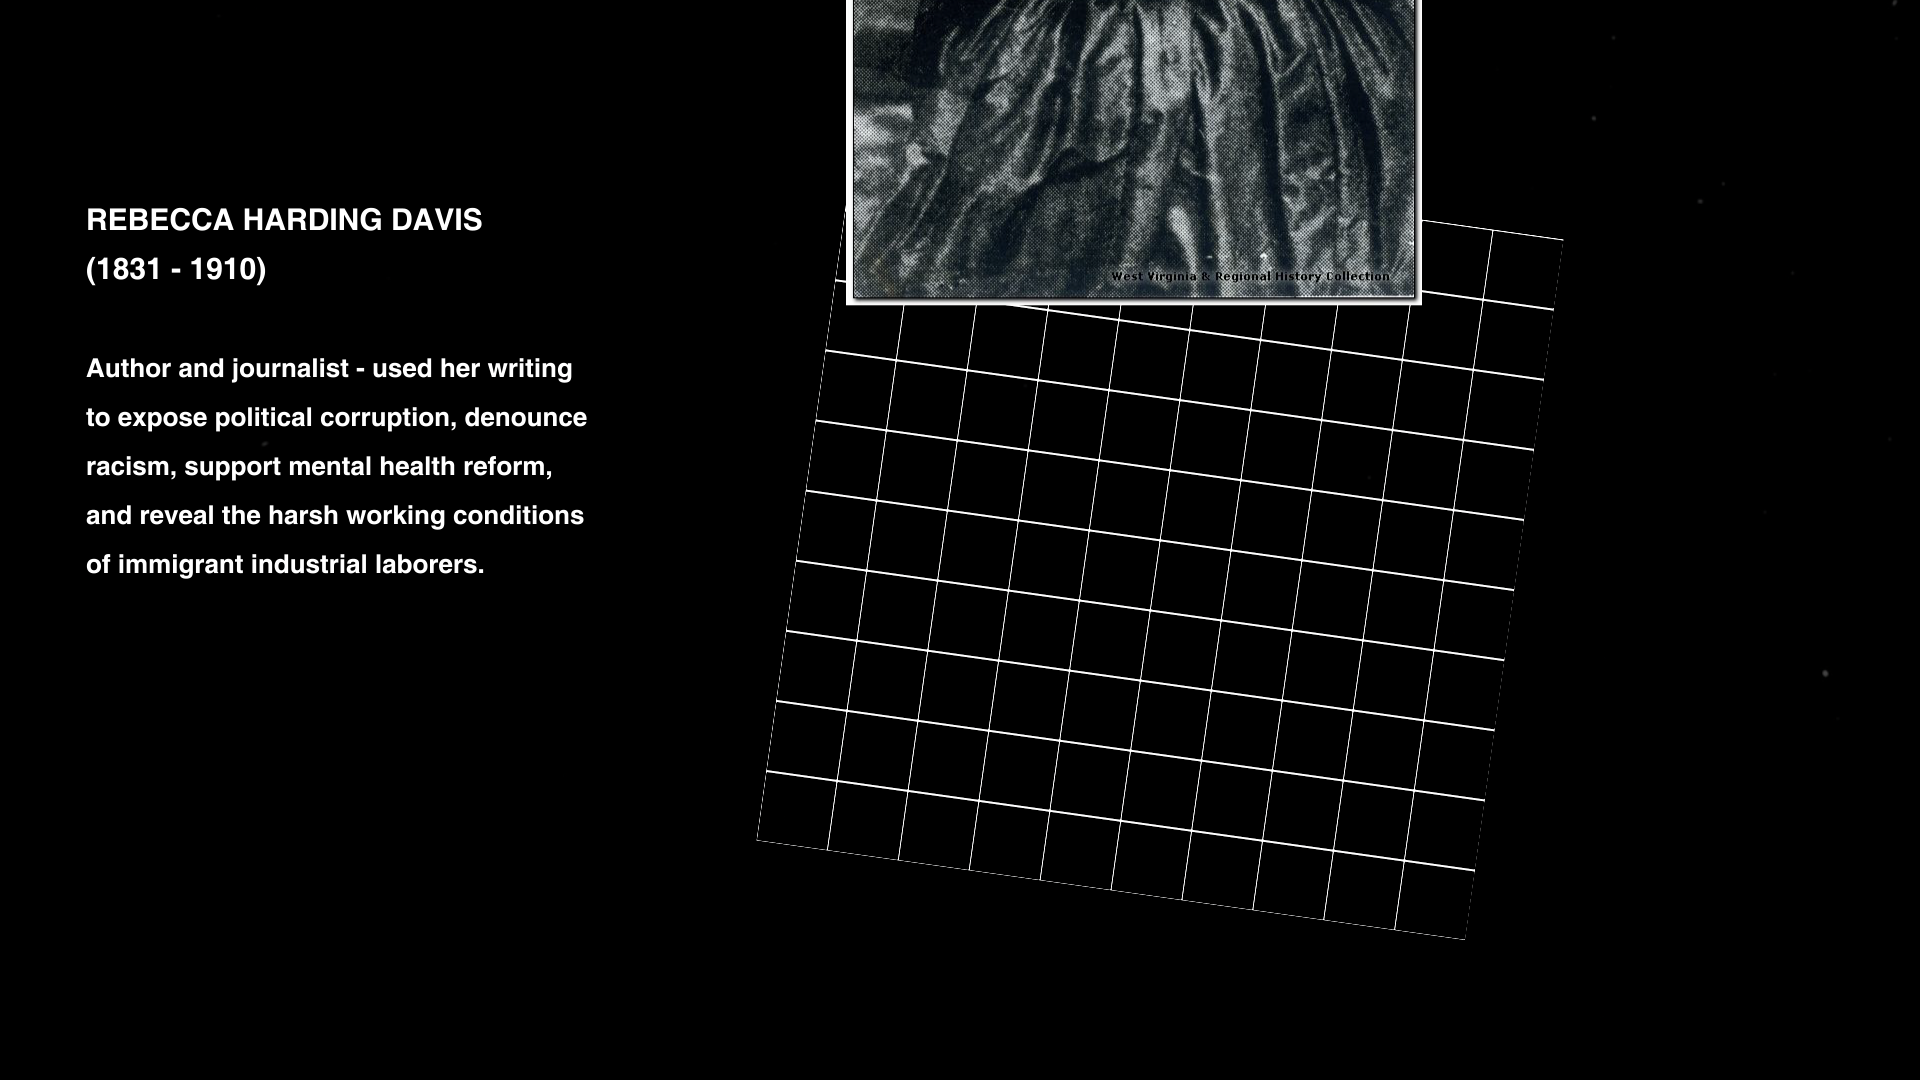 West Virginia & Regional History Collection
REBECCA HARDING DAVIS
(1831 - 1910)
Author and journalist - used her writing
to expose political corruption, denounce
racism, support mental health reform,
and reveal the harsh working conditions
of immigrant industrial laborers.